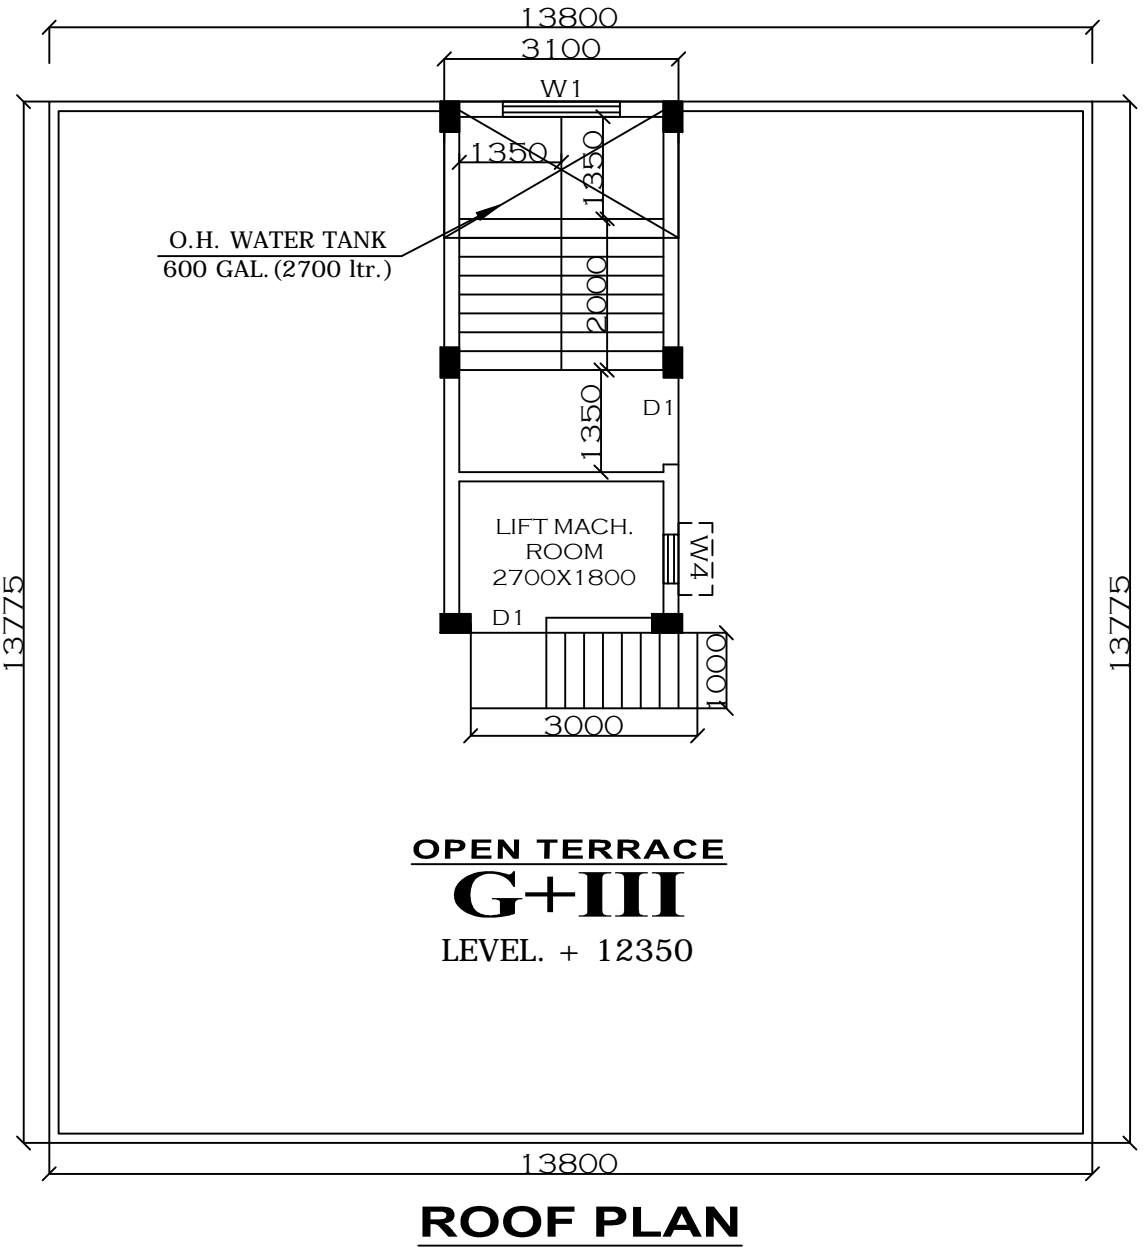 13800
3100
W1
1350
1350
O.H. WATER TANK
600 GAL.(2700 ltr.)
2000
1350
D1
LIFT MACH.
ROOM
2700X1800
W4
D1
13775
13775
1000
3000
OPEN TERRACE
G+III
LEVEL. + 12350
13800
ROOF PLAN